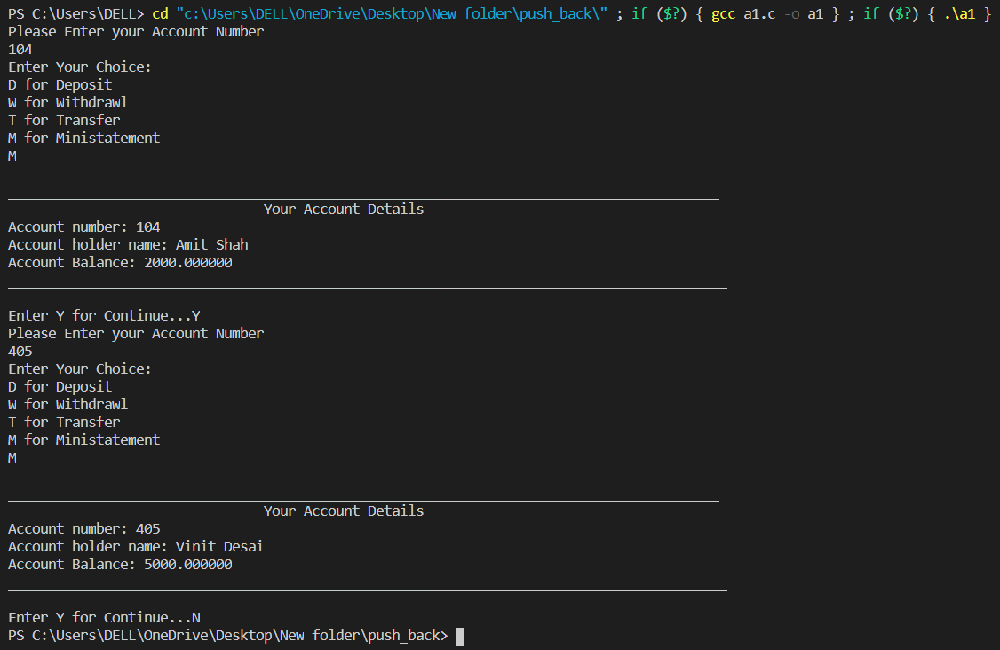 PS C:\Users\DELL> cd "c:\Users\DELL\OneDrive\Desktop\New folder\push_back\" ; if ($?) { gcc a1.c -o a1 } ; if ($?) { .\a1 }
Please Enter your Account Number
104
Enter Your Choice:
D for Deposit
W for Withdrawl
T for Transfer
M for Ministatement
M
Your Account Details
Account number: 104
Account holder name: Amit Shah
Account Balance: 2000.000000
Enter Y for Continue...Y
Please Enter your Account Number
405
Enter Your Choice:
D for Deposit
W for Withdrawl
T for Transfer
M for Ministatement
M
Your Account Details
Account number: 405
Account holder name: Vinit Desai
Account Balance: 5000.000000
Enter Y for Continue...N
PS C:\Users\DELL\OneDrive\Desktop\New folder\push_back>